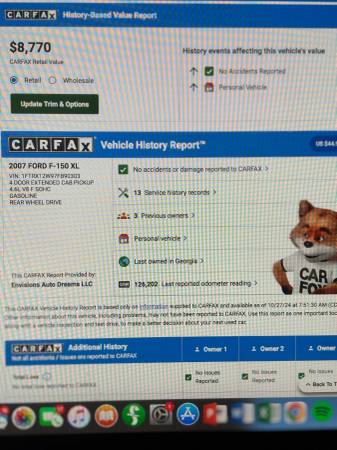 CARFAX History-Based Value Report
$8,770
CARFAX Retail Value
Retail Wholesale
Update Trim & Options
History events affecting this vehicle's value
No Accidents Reported
Personal Vehicle
CARFAX Vehicle History Report™
US $44.9
2007 FORD F-150 XL
VIN: 1FTRX12W97FB90303
4 DOOR EXTENDED CAB PICKUP
4.6L V8 F SOHC
GASOLINE
REAR WHEEL DRIVE
No accidents or damage reported to CARFAX
13 Service history records
3 Previous owners
Personal vehicle
Last owned in Georgia
126,202 Last reported odometer reading
CAR
FOX
This CARFAX Report Provided by:
Envisions Auto Dreams LLC
This CARFAX Vehicle History Report is based only on information supplied to CARFAX and available as of 10/27/24 at 7:51:30 AM (CD
Other information about this vehicle, including problems, may not have been reported to CARFAX. Use this report as one important too
along with a vehicle inspection and test drive, to make a better decision about your next used car.
CARFAX Additional History
Not all accidents / issues are reported to CARFAX
Owner 1
Owner 2
Owner
Total Loss
No total loss reported to CARFAX.
No Issues
Reported
No Issues
Reported
No Issues
Reported
Back To T